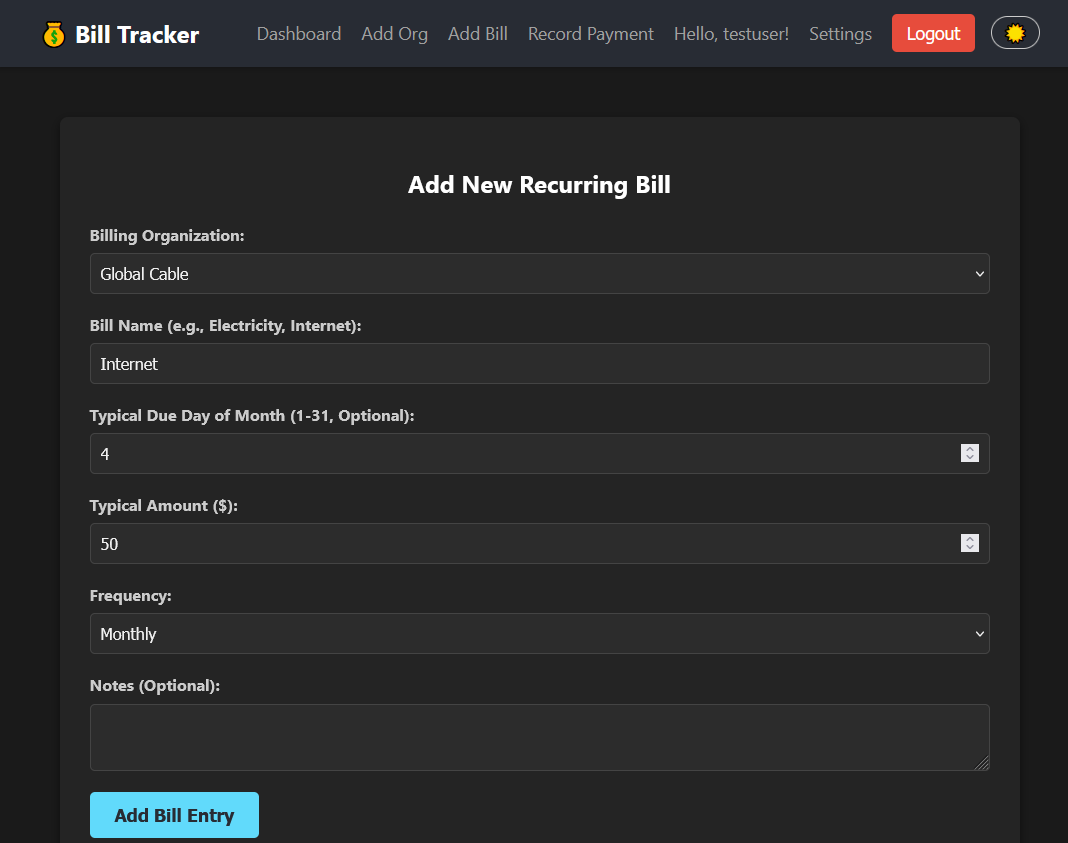 Bill Tracker Dashboard Add Org Add Bill Record Payment Hello, testuser! Settings Logout
Add New Recurring Bill
Billing Organization:
Global Cable
Bill Name (e.g., Electricity, Internet):
Internet
Typical Due Day of Month (1-31, Optional):
4
Typical Amount ($):
50
Frequency:
Monthly
Notes (Optional):
Add Bill Entry